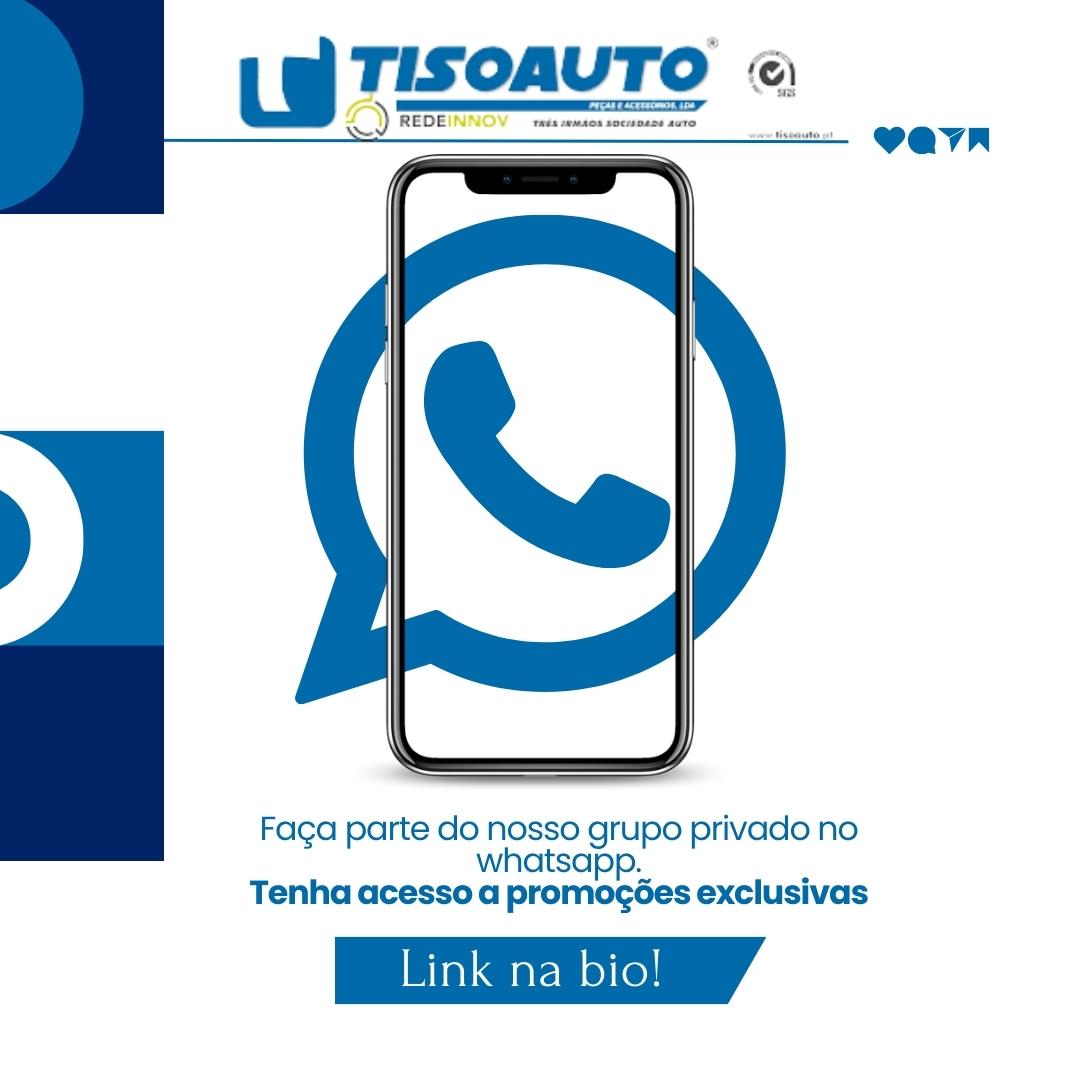 TISOAUTO®
PEÇAS E ACESSÓRIOS, LDA
REDEINNOV
TRÊS IRMÃOS SOCIEDADE AUTO
SGS
www.tisoauto.pt
Faça parte do nosso grupo privado no
whatsapp.
Tenha acesso a promoções exclusivas
Link na bio!